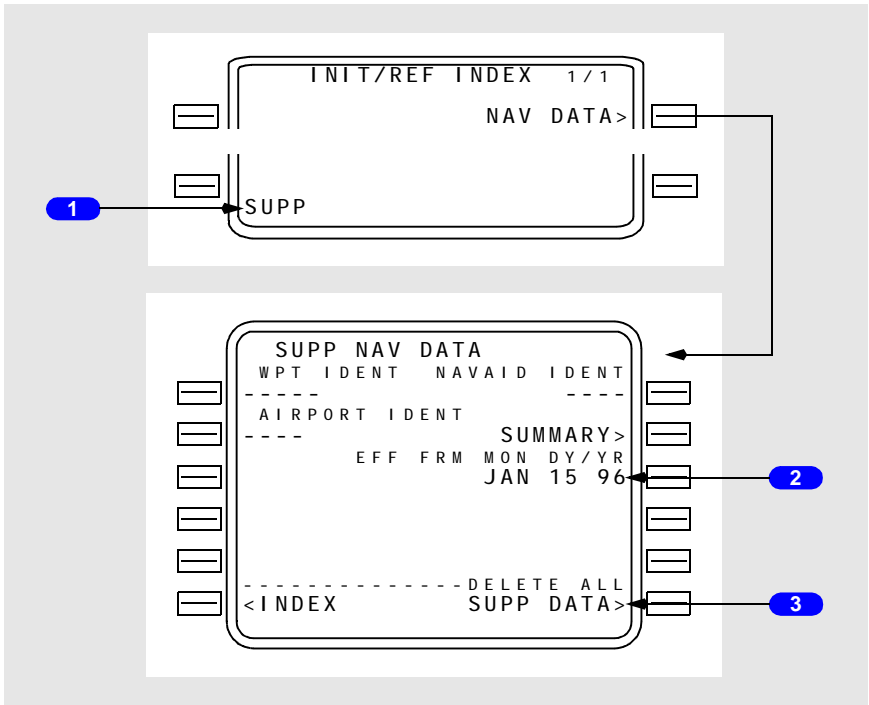 INIT/REF INDEX 1/1
NAV DATA>
1
SUPP
SUPP NAV DATA
WPT IDENT NAVAID IDENT
----- ----
AIRPORT IDENT
---- SUMMARY>
EFF FRM MON DY/YR
JAN 15 96
2
--------------DELETE ALL
<INDEX SUPP DATA>
3